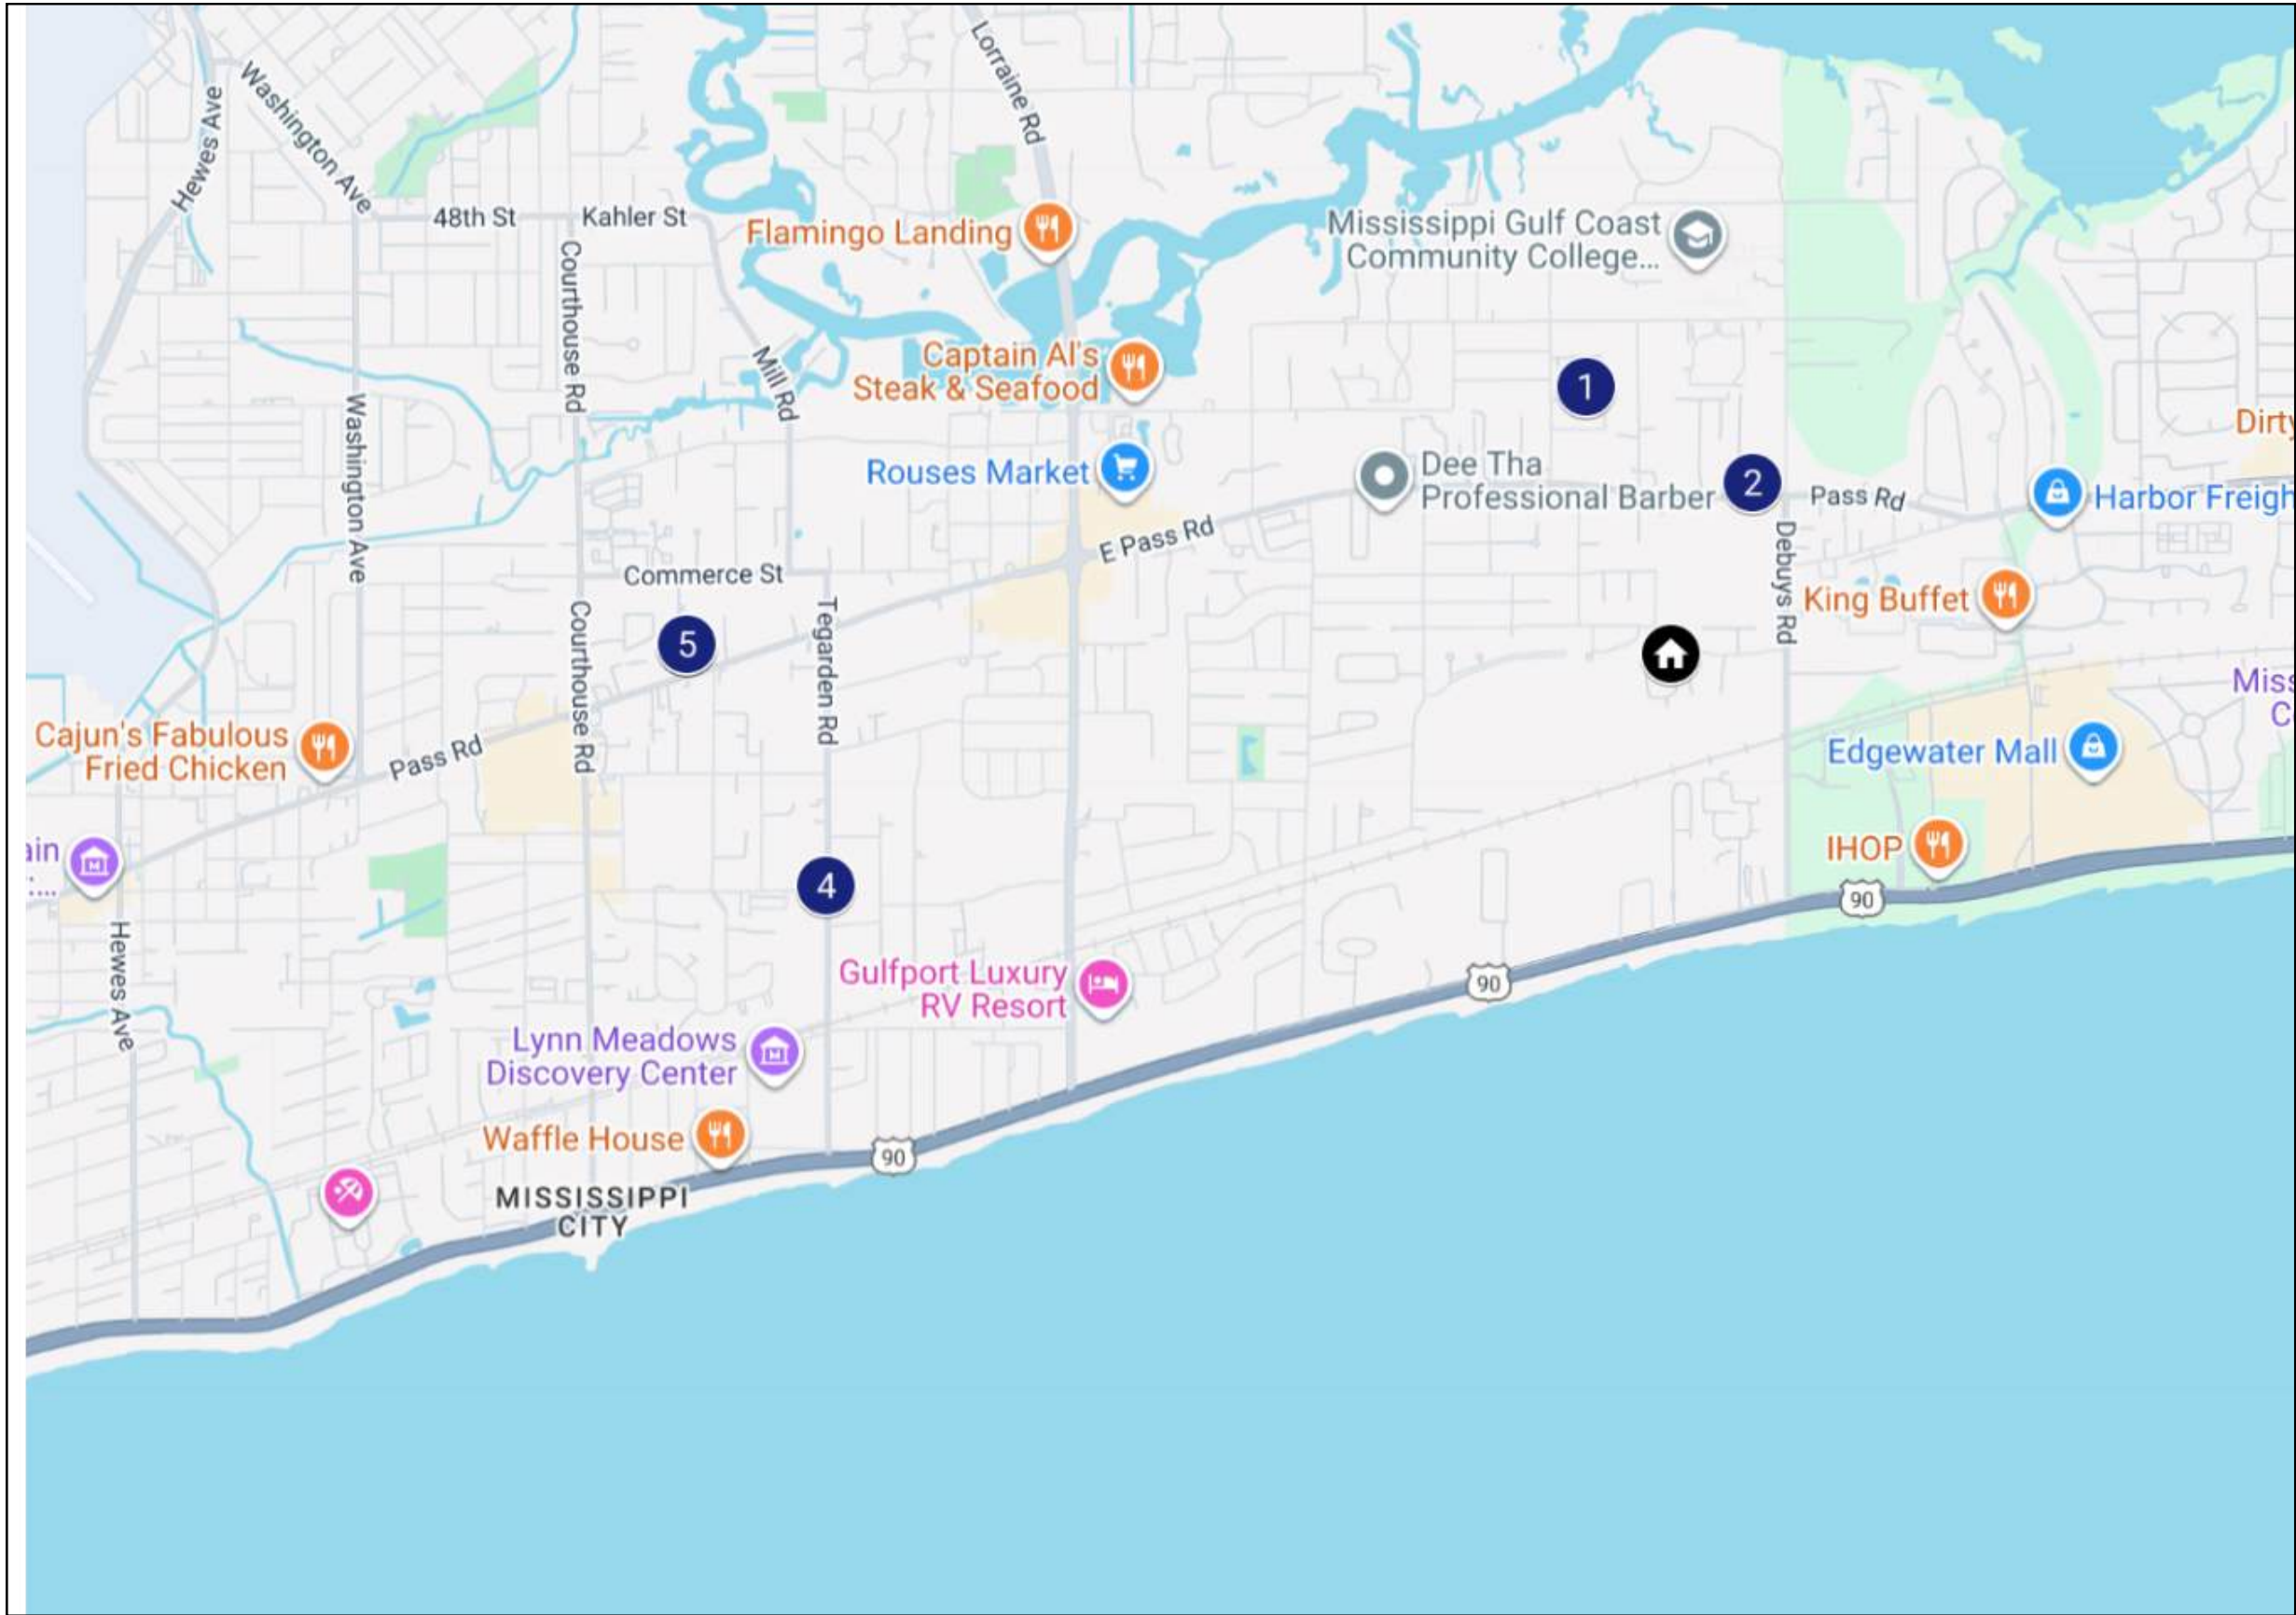 Lorraine Rd
Washington Ave
Hewes Ave
48th St
Kahler St
Flamingo Landing
Mississippi Gulf Coast
Community College...
Courthouse Rd
Mill Rd
Captain Al's
Steak & Seafood
1
Washington Ave
Dirty
Rouses Market
Dee Tha
Professional Barber
2
Pass Rd
Harbor Freigh
E Pass Rd
Debuys Rd
Commerce St
King Buffet
Courthouse Rd
5
Tegarden Rd
Miss
C
Cajun's Fabulous
Fried Chicken
Pass Rd
Edgewater Mall
ain
:...
IHOP
4
90
Hewes Ave
Gulfport Luxury
RV Resort
90
Lynn Meadows
Discovery Center
Waffle House
90
MISSISSIPPI
CITY